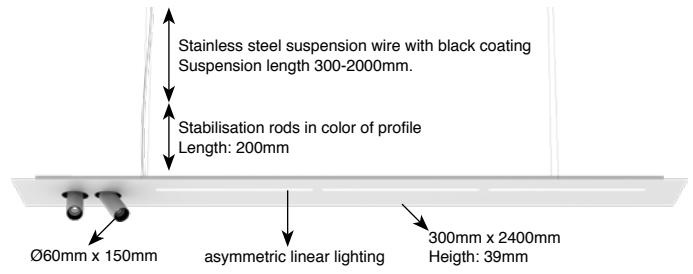 Stainless steel suspension wire with black coating
Suspension length 300-2000mm.
Stabilisation rods in color of profile
Length: 200mm
Ø60mm x 150mm
asymmetric linear lighting
300mm x 2400mm
Heigth: 39mm